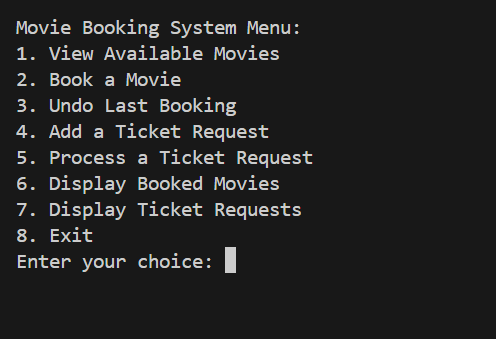 Movie Booking System Menu:
1. View Available Movies
2. Book a Movie
3. Undo Last Booking
4. Add a Ticket Request
5. Process a Ticket Request
6. Display Booked Movies
7. Display Ticket Requests
8. Exit
Enter your choice: